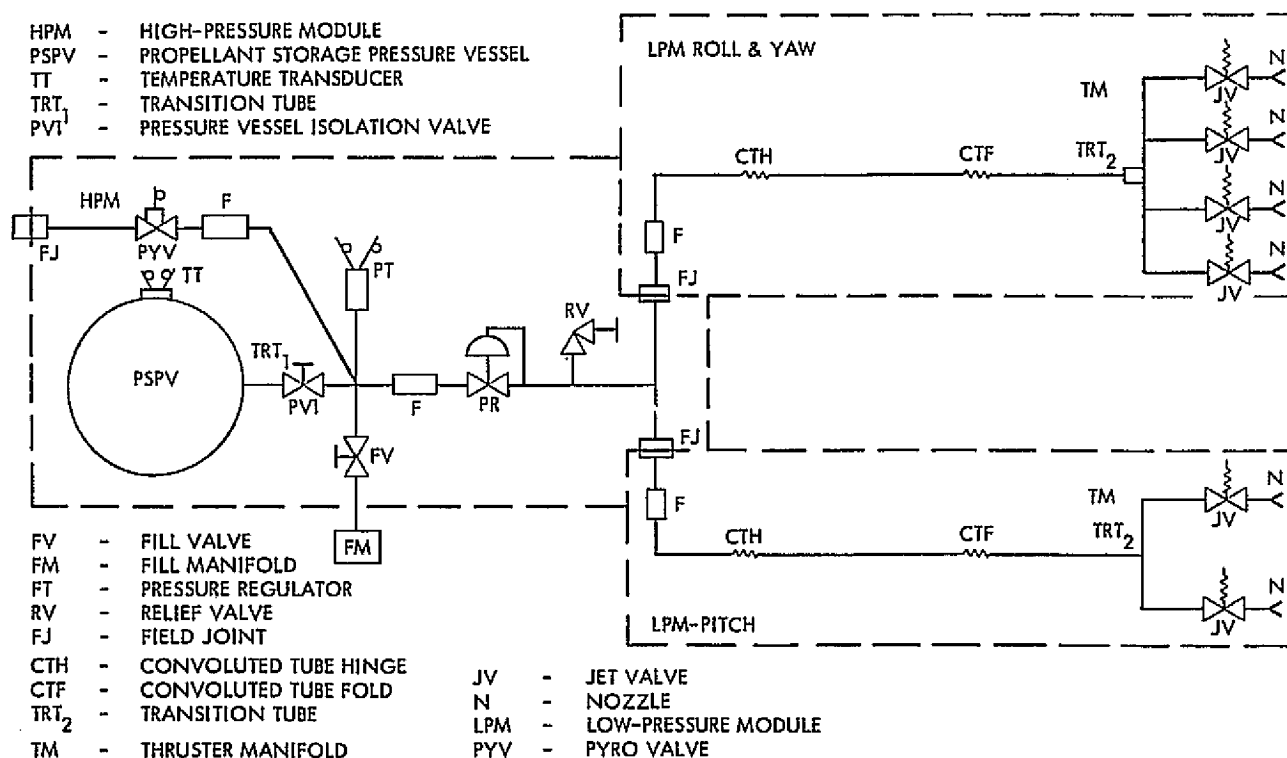 HPM - HIGH-PRESSURE MODULE
PSPV - PROPELLANT STORAGE PRESSURE VESSEL
TT - TEMPERATURE TRANSDUCER
TRT1 - TRANSITION TUBE
PVI - PRESSURE VESSEL ISOLATION VALVE
LPM ROLL & YAW
TM
N
JV
N
JV
CTH
CTF
TRT2
N
JV
N
JV
HPM
F
FJ
PYV
TT
PT
F
FJ
RV
PSPV
TRT1
PVI
F
PR
FV
FJ
F
FM
TM
N
JV
CTH
CTF
TRT2
N
JV
LPM-PITCH
FV - FILL VALVE
FM - FILL MANIFOLD
FT - PRESSURE REGULATOR
RV - RELIEF VALVE
FJ - FIELD JOINT
CTH - CONVOLUTED TUBE HINGE
CTF - CONVOLUTED TUBE FOLD
TRT2 - TRANSITION TUBE
TM - THRUSTER MANIFOLD
JV - JET VALVE
N - NOZZLE
LPM - LOW-PRESSURE MODULE
PYV - PYRO VALVE